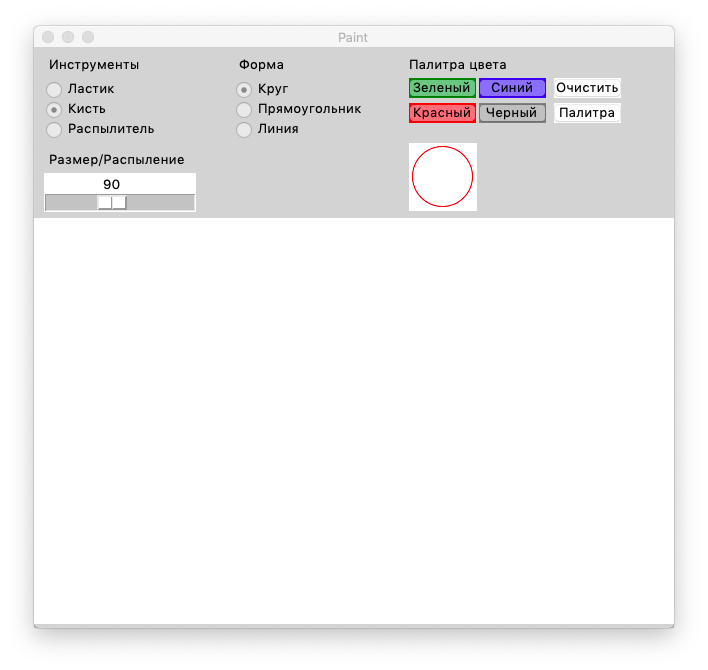 Paint
Инструменты
Ластик
Кисть
Распылитель
Размер/Распыление
90
Форма
Круг
Прямоугольник
Линия
Палитра цвета
Зеленый Синий Очистить
Красный Черный Палитра